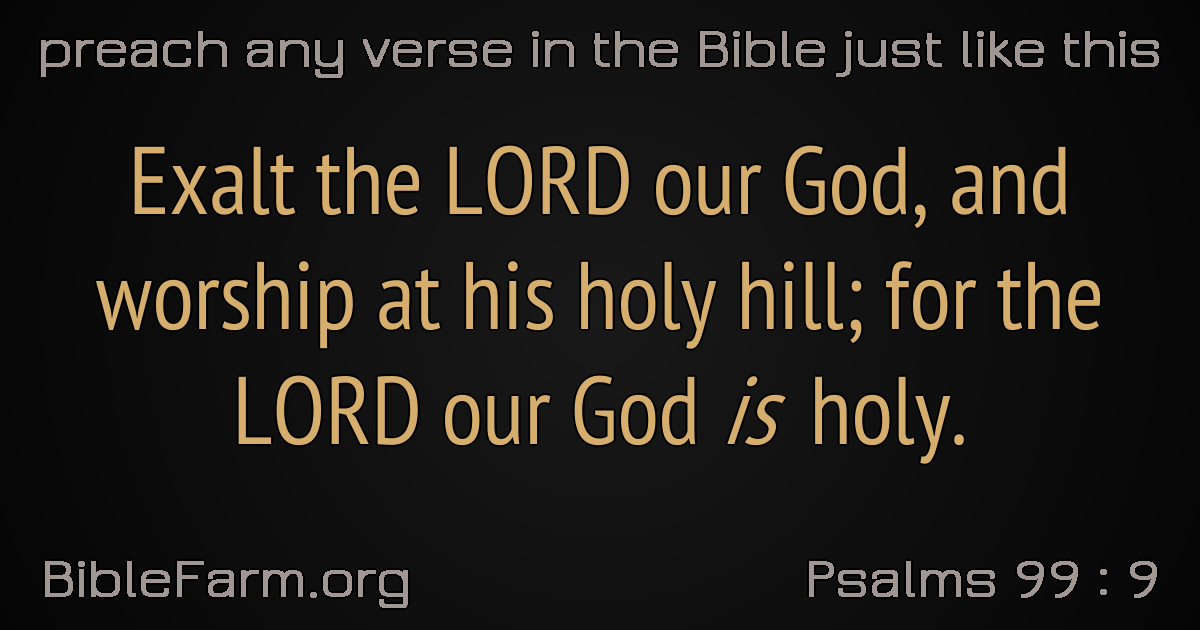 preach any verse in the Bible just like this
Exalt the LORD our God, and
worship at his holy hill; for the
LORD our God is holy.
BibleFarm.org
Psalms 99 : 9